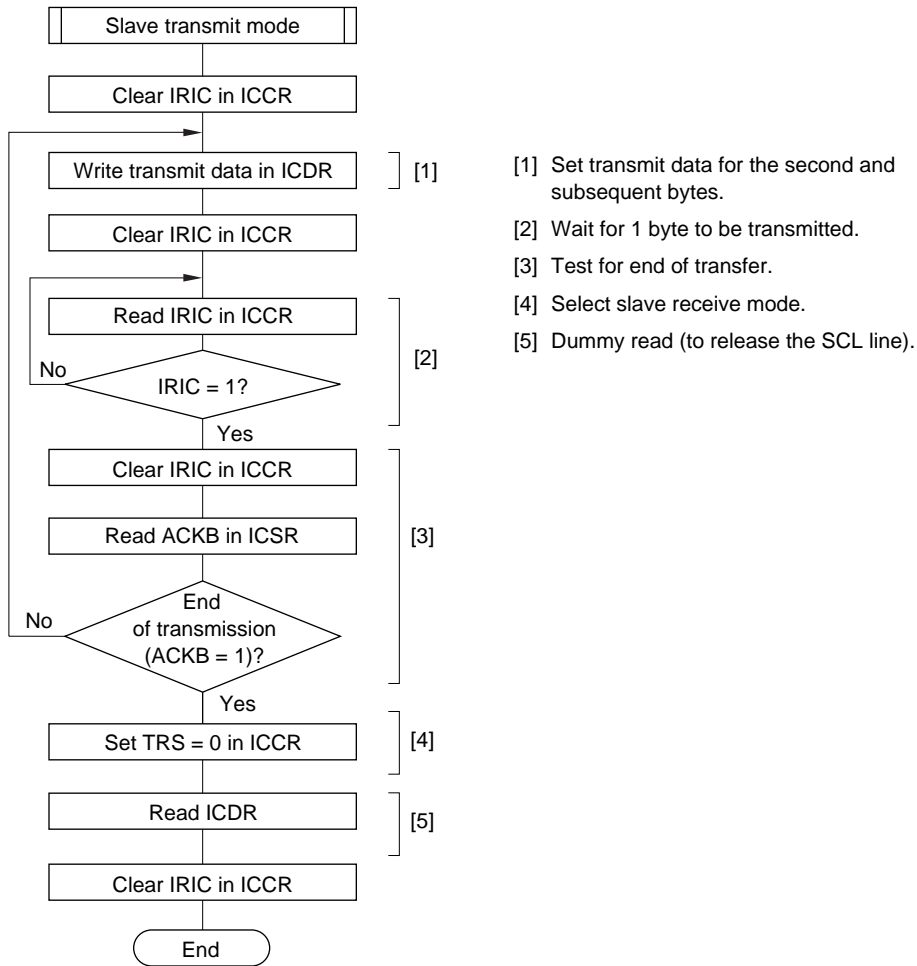 Slave transmit mode
Clear IRIC in ICCR
Write transmit data in ICDR
[1]
Clear IRIC in ICCR
Read IRIC in ICCR
[2]
No
IRIC = 1?
Yes
Clear IRIC in ICCR
Read ACKB in ICSR
[3]
No
End
of transmission
(ACKB = 1)?
Yes
Set TRS = 0 in ICCR
[4]
Read ICDR
[5]
Clear IRIC in ICCR
End
[1] Set transmit data for the second and
subsequent bytes.
[2] Wait for 1 byte to be transmitted.
[3] Test for end of transfer.
[4] Select slave receive mode.
[5] Dummy read (to release the SCL line).